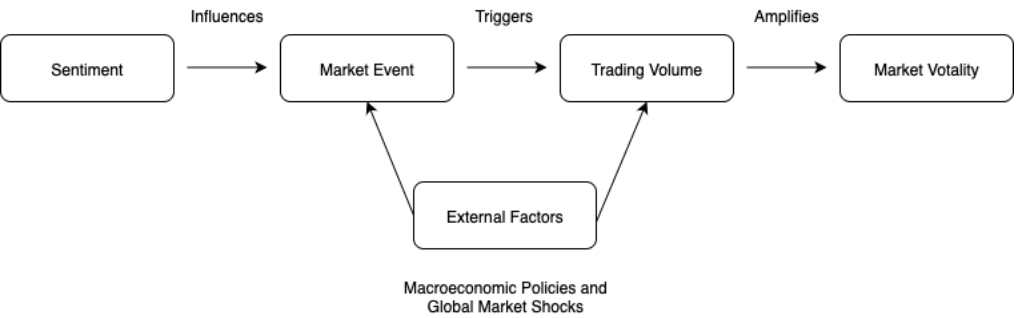 Influences
Triggers
Amplifies
Sentiment
Market Event
Trading Volume
Market Votality
External Factors
Macroeconomic Policies and
Global Market Shocks